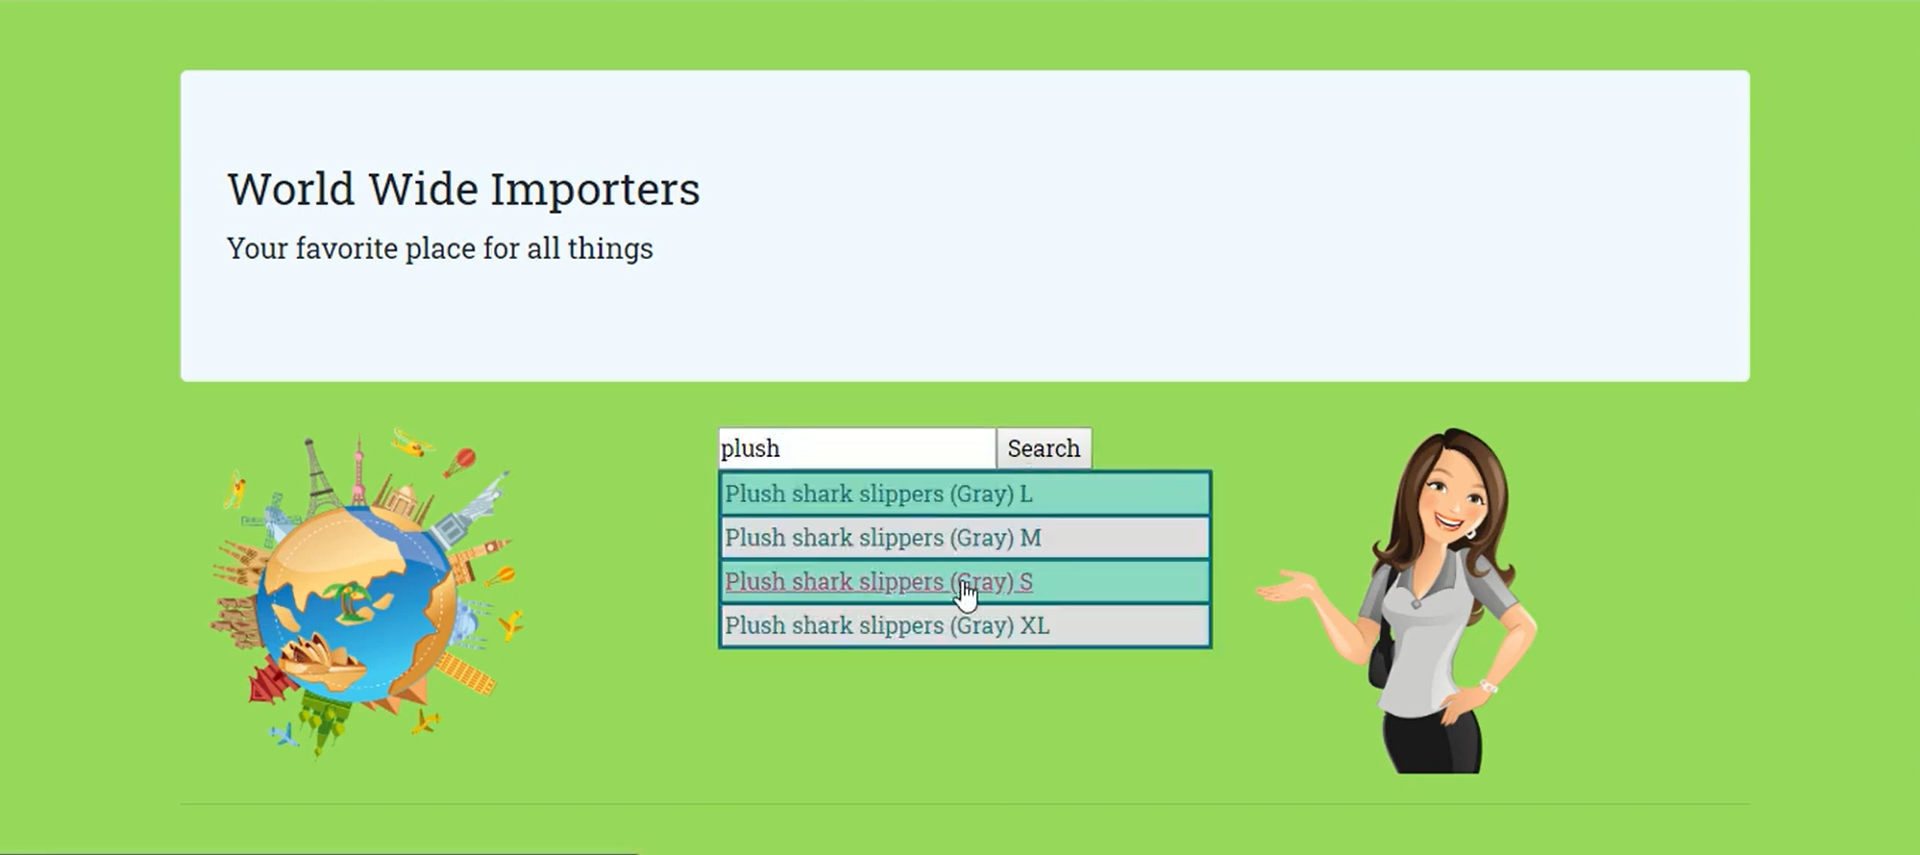 World Wide Importers
Your favorite place for all things
plush Search
Plush shark slippers (Gray) L
Plush shark slippers (Gray) M
Plush shark slippers (Gray) S
Plush shark slippers (Gray) XL